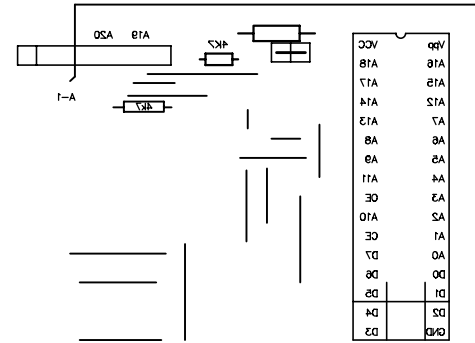 A20 A19
4K7
A-1
4k7
VCC Vpp
A18 A16
A17 A15
A14 A12
A13 A7
A8 A6
A9 A5
A11 A4
OE A3
A10 A2
CE A1
D7 A0
D6 D0
D5 D1
D4 D2
D3 GND